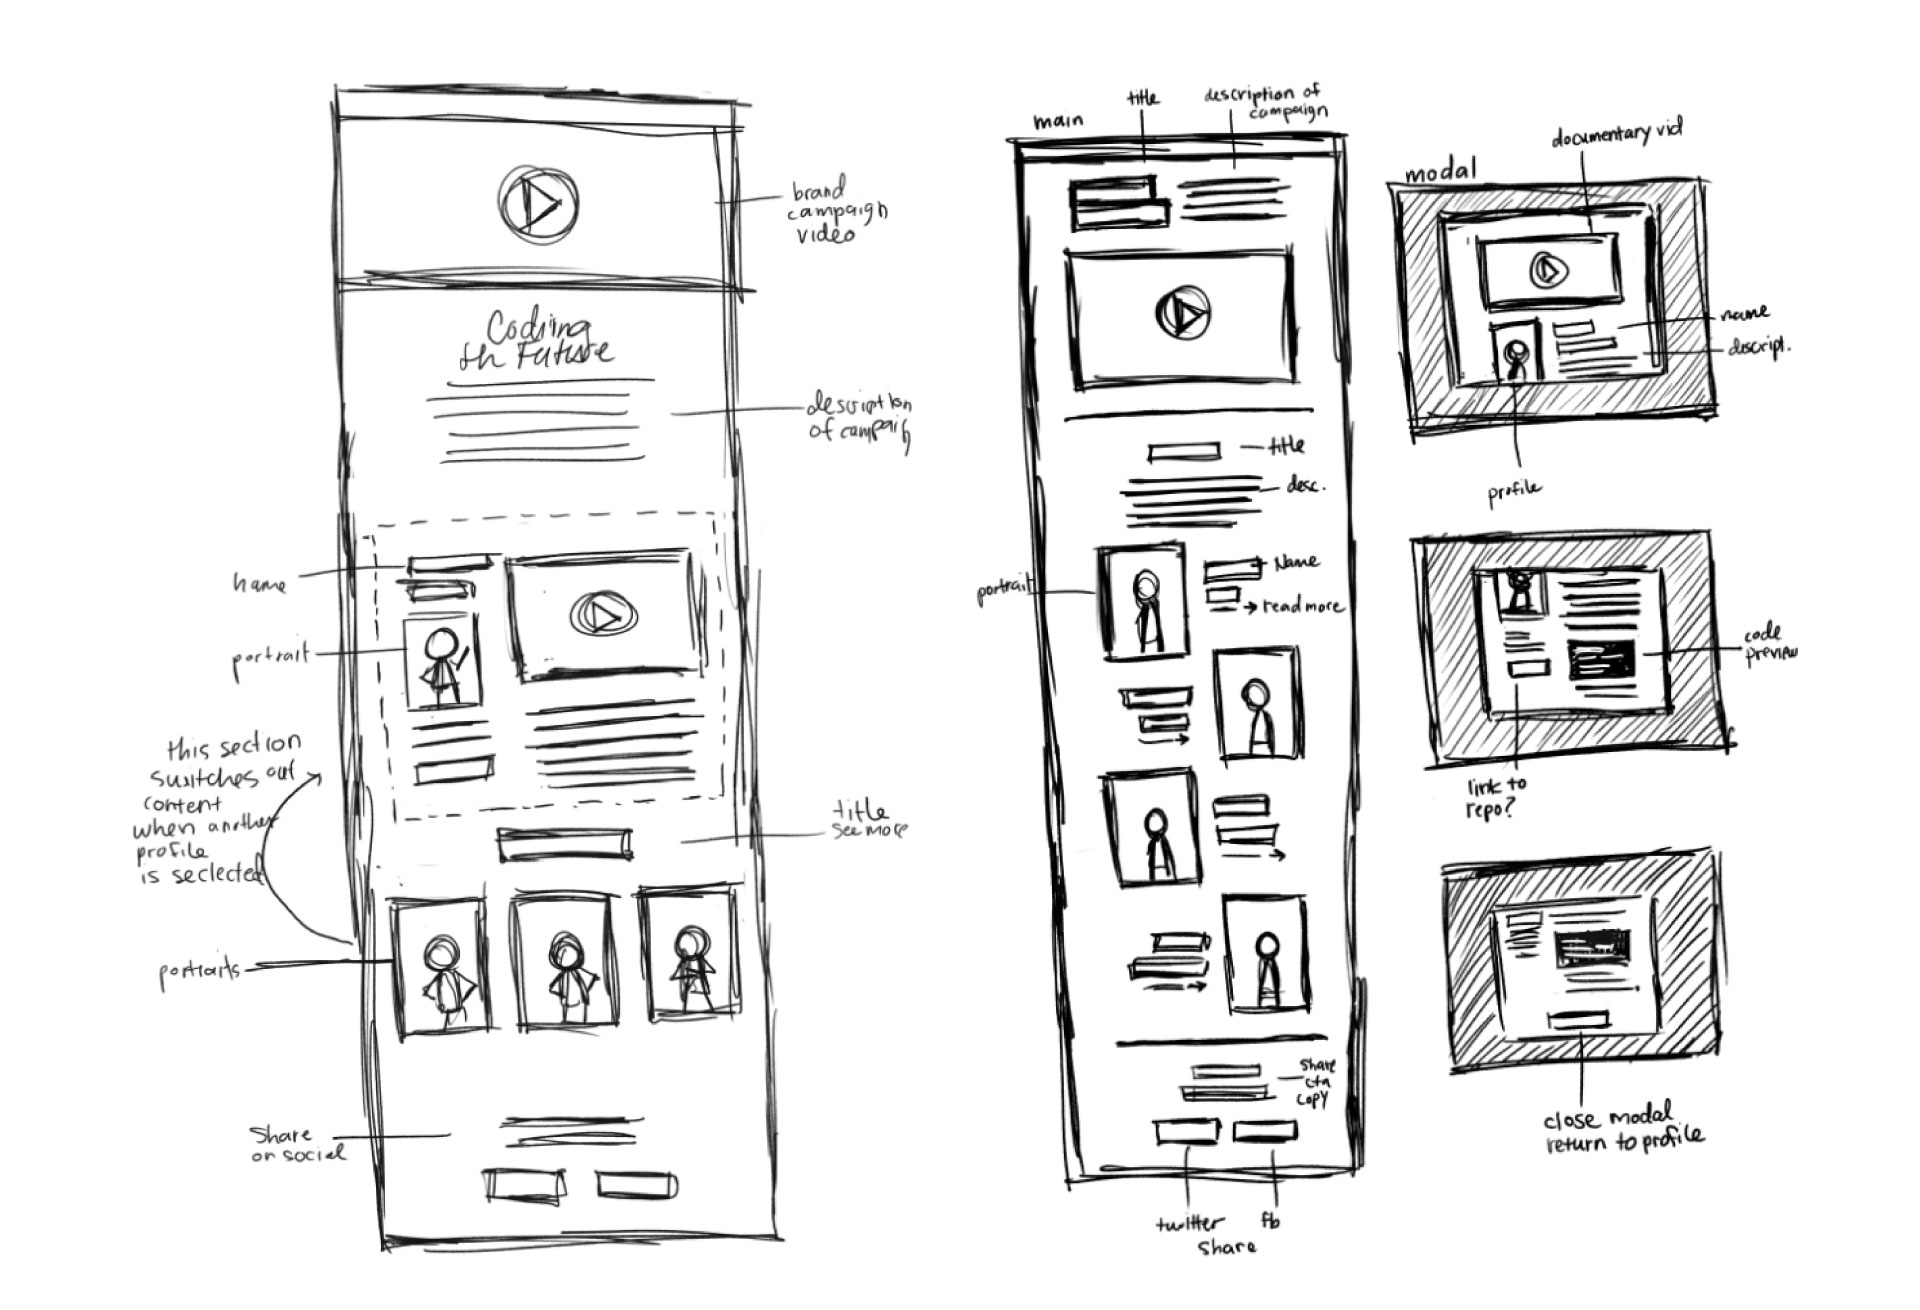 brand
campaign
video
Coding
th Future
description
of campaign
name
portrait
this section
switches out
content
when another
profile
is seclected
title
see more
portraits
Share
on social
main
title
description of
campaign
title
desc.
portrait
Name
read more
share
cta
copy
twitter
fb
share
modal
documentary vid
name
descript.
profile
code
preview
link to
repo?
close modal
return to profile